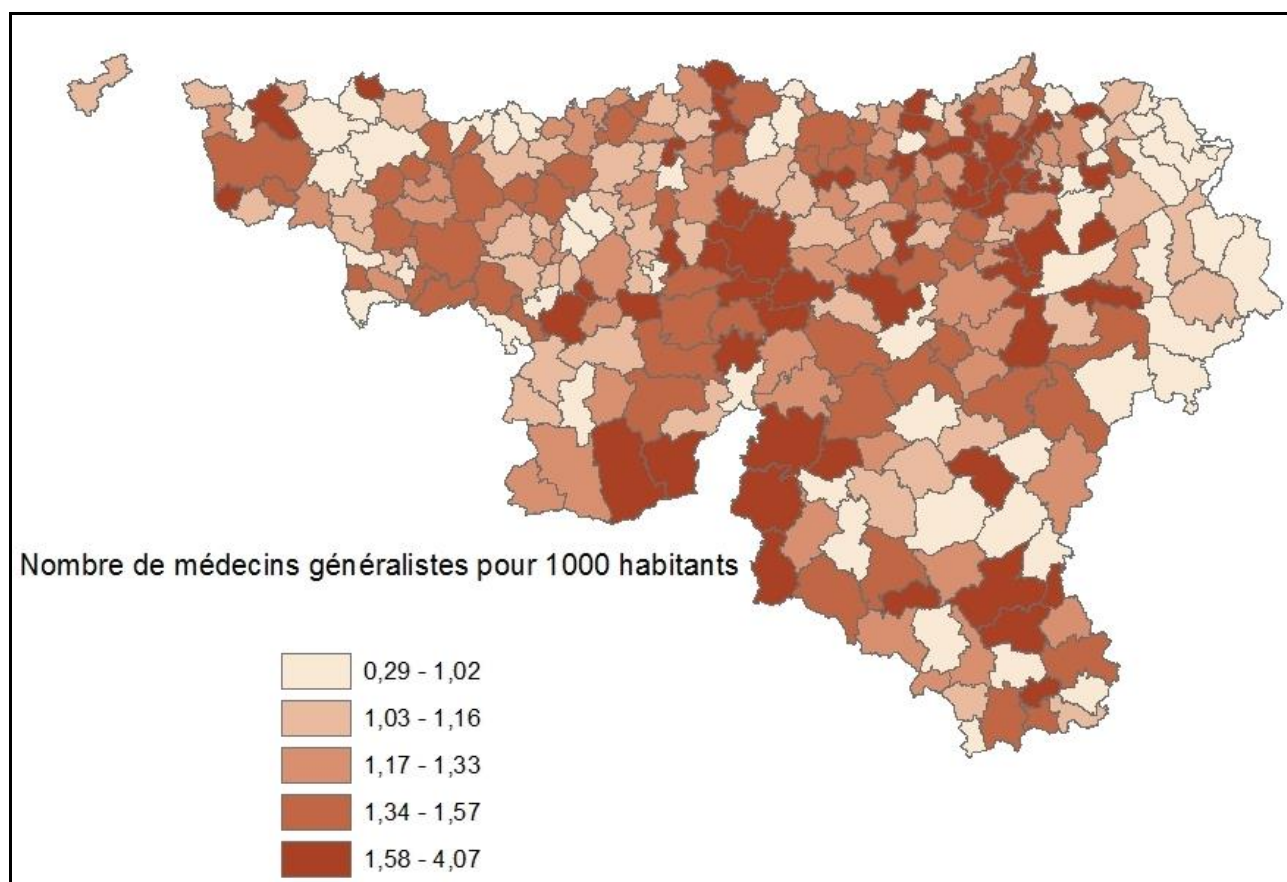 Nombre de médecins généralistes pour 1000 habitants
0,29 - 1,02
1,03 - 1,16
1,17 - 1,33
1,34 - 1,57
1,58 - 4,07